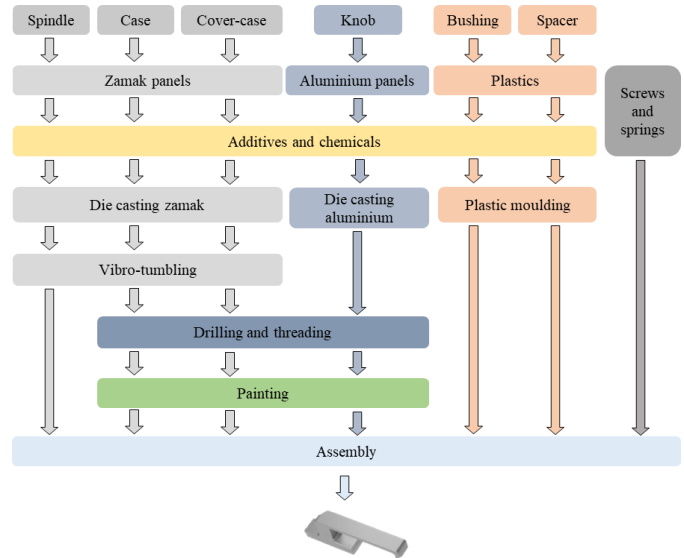 Spindle
Case
Cover-case
Knob
Bushing
Spacer
Zamak panels
Aluminium panels
Plastics
Screws
and
springs
Additives and chemicals
Die casting zamak
Die casting
aluminium
Plastic moulding
Vibro-tumbling
Drilling and threading
Painting
Assembly